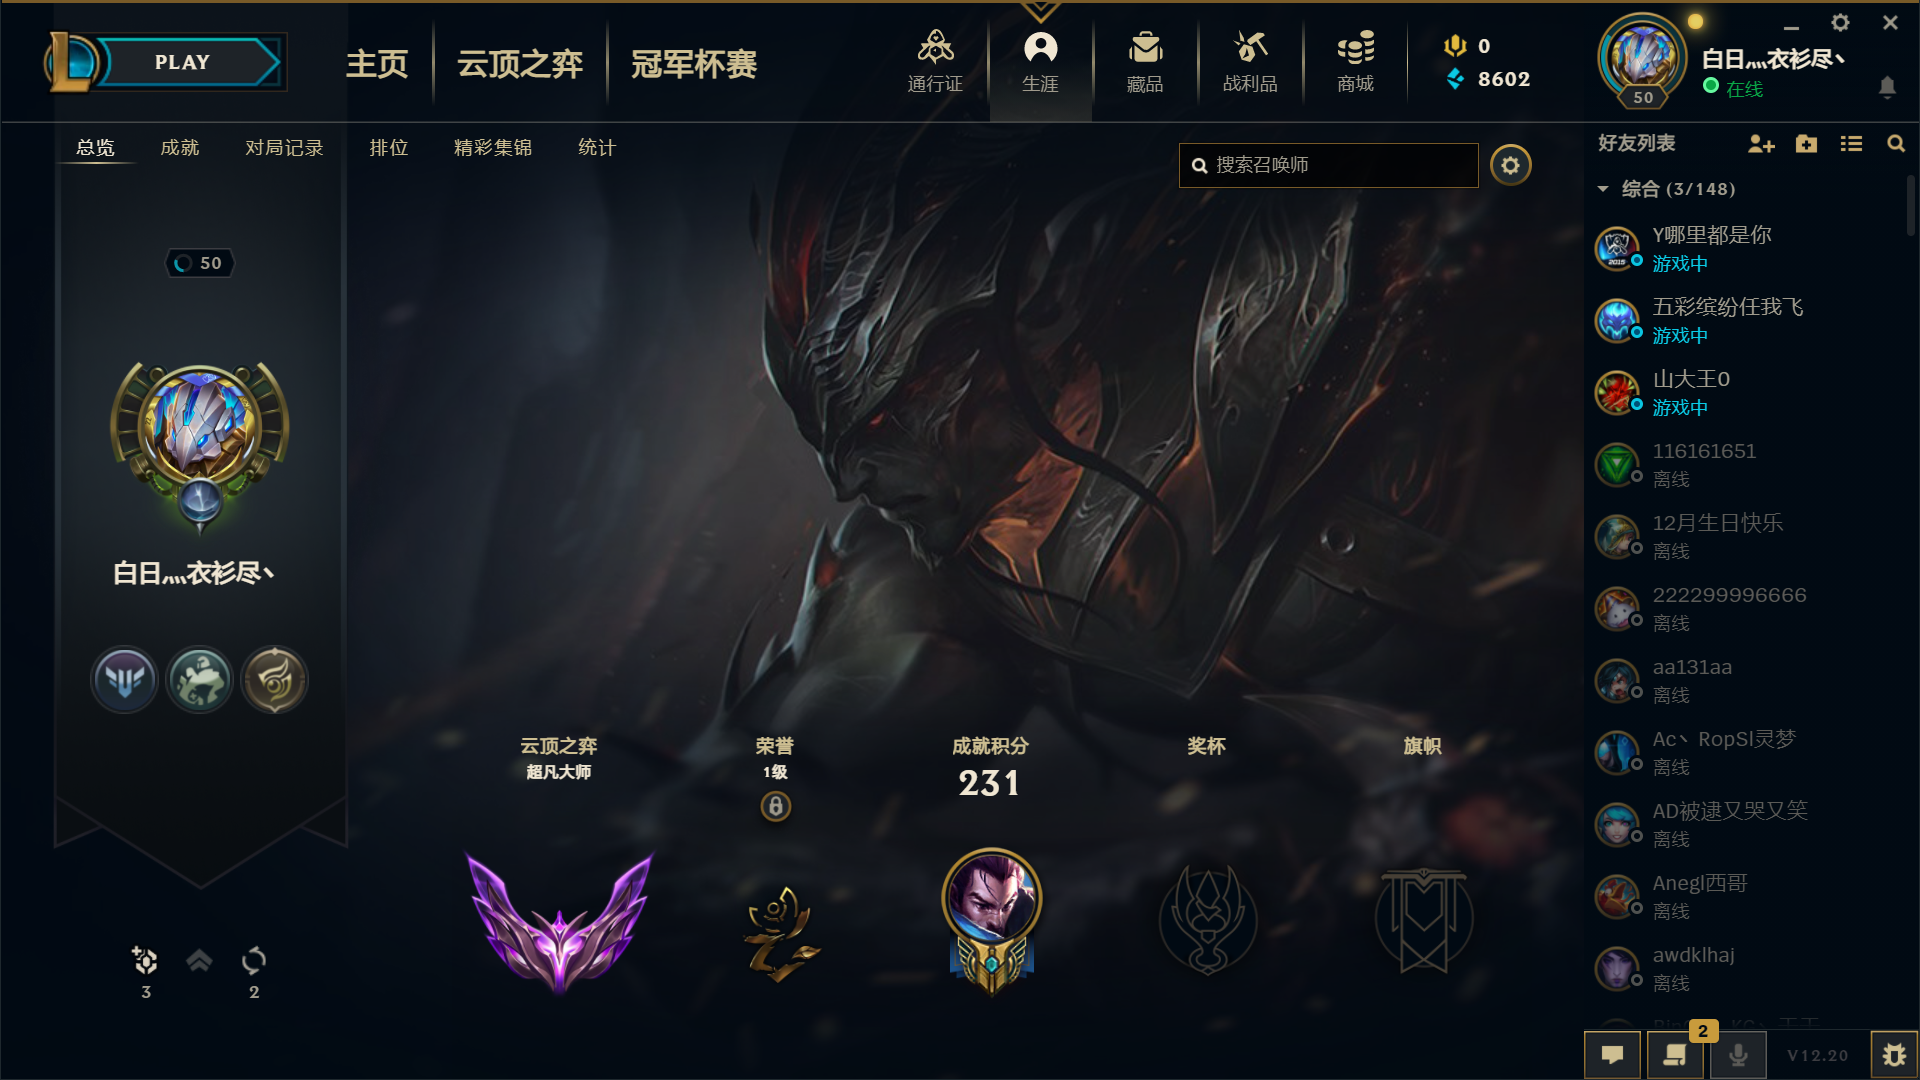 PLAY
主页
云顶之弈
冠军杯赛
通行证
生涯
藏品
战利品
商城
0
8602
50
白日灬衣衫尽丶
在线
总览
成就
对局记录
排位
精彩集锦
统计
搜索召唤师
50
白日灬衣衫尽丶
3
2
云顶之弈
超凡大师
荣誉
1级
成就积分
231
奖杯
旗帜
好友列表
综合 (3/148)
Y哪里都是你
游戏中
五彩缤纷任我飞
游戏中
山大王0
游戏中
116161651
离线
12月生日快乐
离线
222299996666
离线
aa131aa
离线
Ac丶RopSl灵梦
离线
AD被逮又哭又笑
离线
Anegl西哥
离线
awdklhaj
离线
2
V12.20